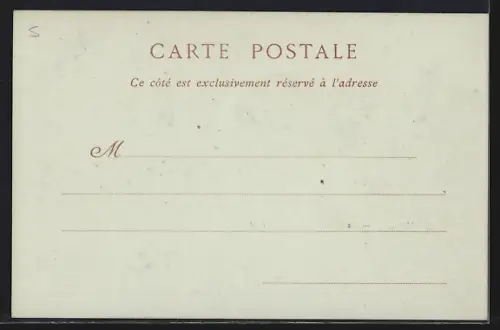 S
CARTE POSTALE
Ce côté est exclusivement réservé à l'adresse
M